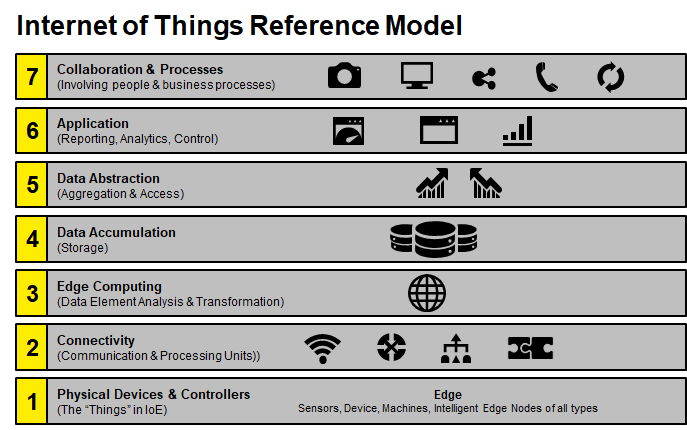 Internet of Things Reference Model
7
Collaboration & Processes
(Involving people & business processes)
6
Application
(Reporting, Analytics, Control)
5
Data Abstraction
(Aggregation & Access)
4
Data Accumulation
(Storage)
3
Edge Computing
(Data Element Analysis & Transformation)
2
Connectivity
(Communication & Processing Units))
1
Physical Devices & Controllers
(The “Things” in IoE)
Edge
Sensors, Device, Machines, Intelligent Edge Nodes of all types